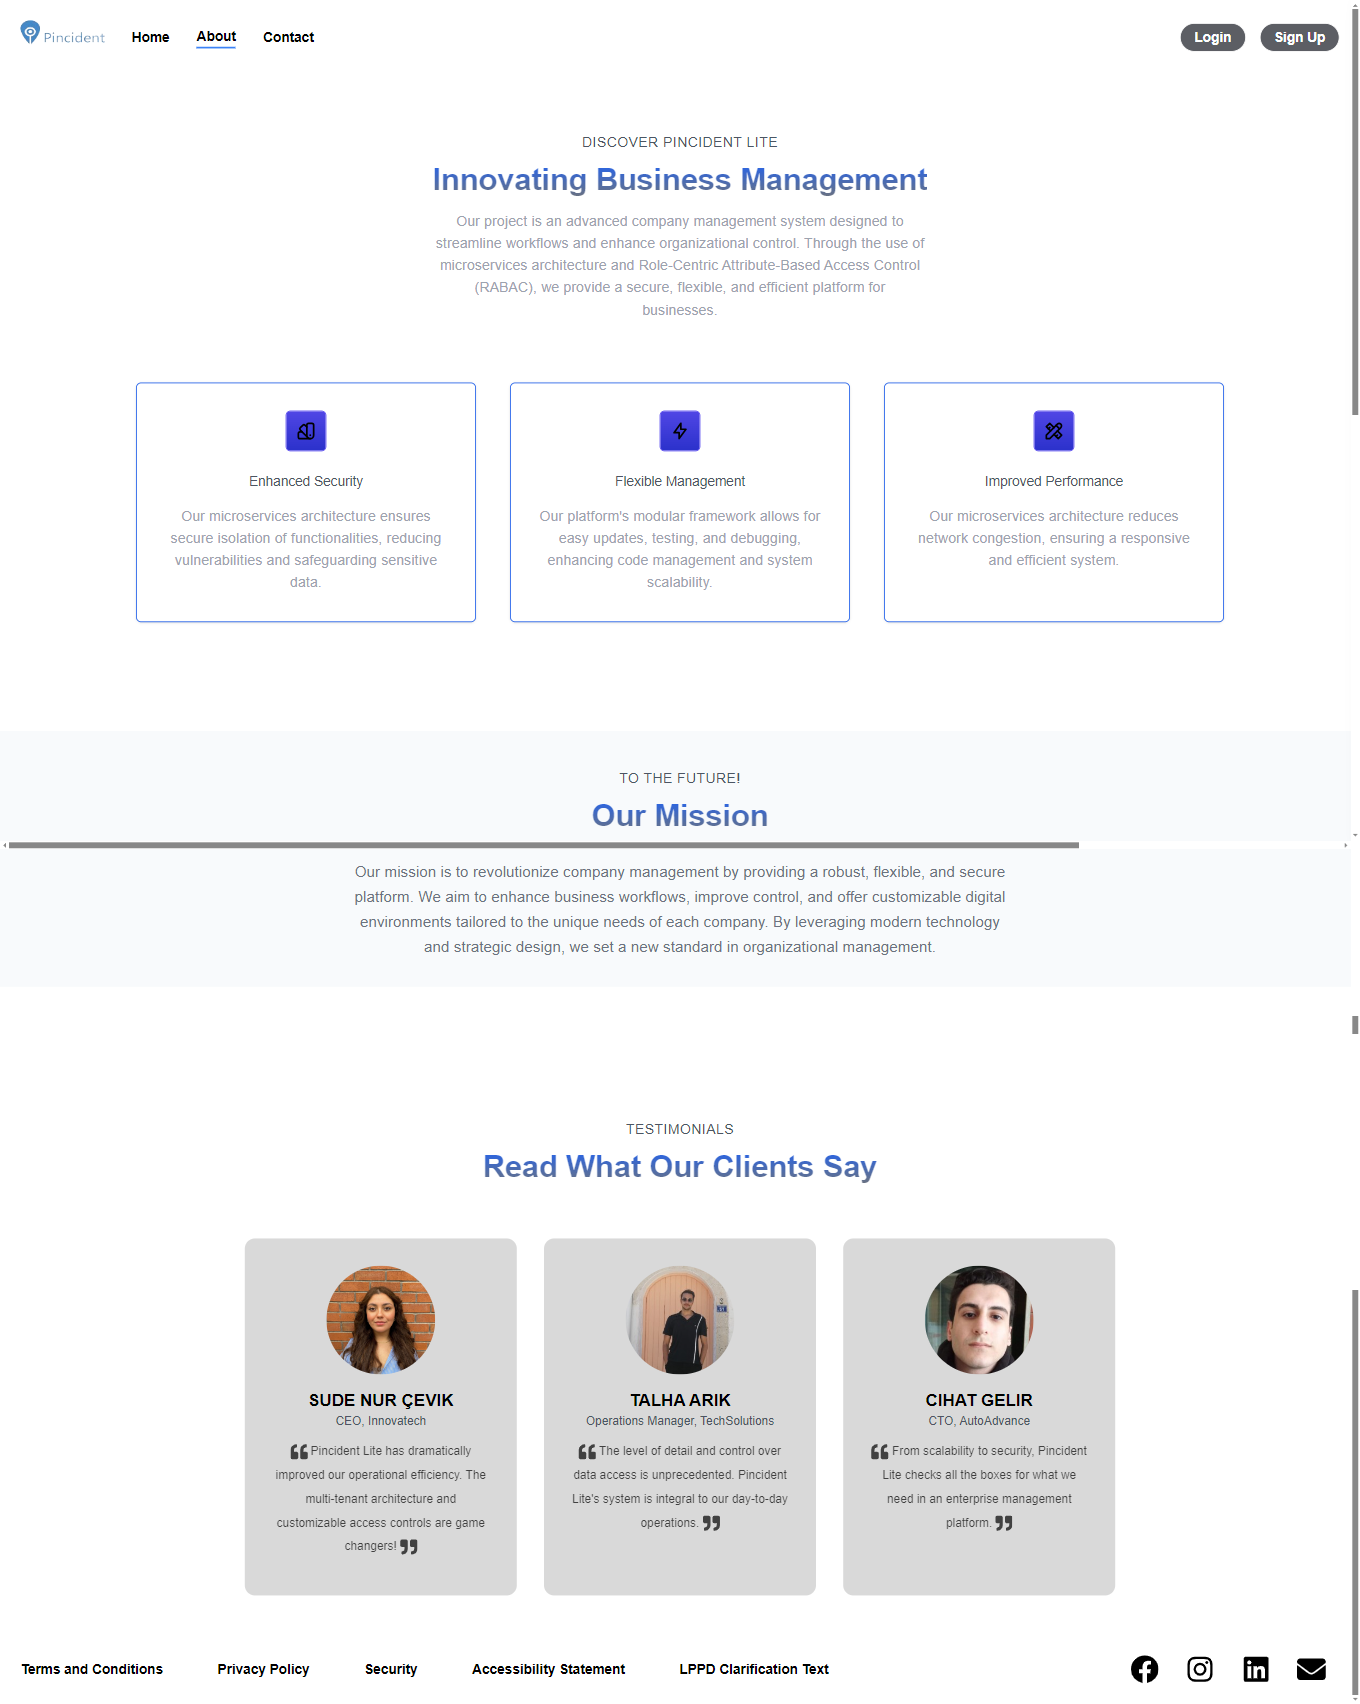 Pincident Home About Contact Login Sign Up
DISCOVER PINCIDENT LITE
Innovating Business Management
Our project is an advanced company management system designed to
streamline workflows and enhance organizational control. Through the use of
microservices architecture and Role-Centric Attribute-Based Access Control
(RABAC), we provide a secure, flexible, and efficient platform for
businesses.
Enhanced Security
Our microservices architecture ensures
secure isolation of functionalities, reducing
vulnerabilities and safeguarding sensitive
data.
Flexible Management
Our platform's modular framework allows for
easy updates, testing, and debugging,
enhancing code management and system
scalability.
Improved Performance
Our microservices architecture reduces
network congestion, ensuring a responsive
and efficient system.
TO THE FUTURE!
Our Mission
Our mission is to revolutionize company management by providing a robust, flexible, and secure
platform. We aim to enhance business workflows, improve control, and offer customizable digital
environments tailored to the unique needs of each company. By leveraging modern technology
and strategic design, we set a new standard in organizational management.
TESTIMONIALS
Read What Our Clients Say
SUDE NUR ÇEVIK
CEO, Innovatech
❝ Pincident Lite has dramatically
improved our operational efficiency. The
multi-tenant architecture and
customizable access controls are game
changers! ❞
TALHA ARIK
Operations Manager, TechSolutions
❝ The level of detail and control over
data access is unprecedented. Pincident
Lite's system is integral to our day-to-day
operations. ❞
CIHAT GELIR
CTO, AutoAdvance
❝ From scalability to security, Pincident
Lite checks all the boxes for what we
need in an enterprise management
platform. ❞
Terms and Conditions Privacy Policy Security Accessibility Statement LPPD Clarification Text